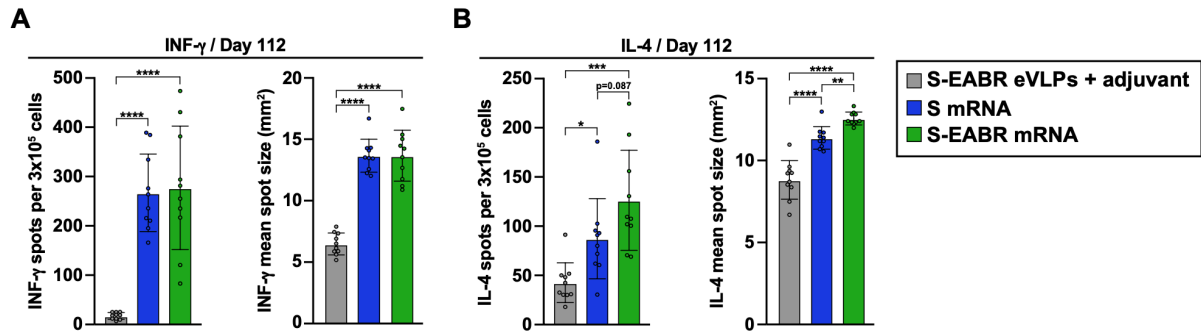 A
INF-γ / Day 112
INF-γ spots per 3x10⁵ cells
500
400
300
200
100
0
****
****
INF-γ mean spot size (mm²)
20
15
10
5
0
****
****
B
IL-4 / Day 112
IL-4 spots per 3x10⁵ cells
250
200
150
100
50
0
***
p=0.087
*
IL-4 mean spot size (mm²)
15
10
5
0
****
****
**
S-EABR eVLPs + adjuvant
S mRNA
S-EABR mRNA